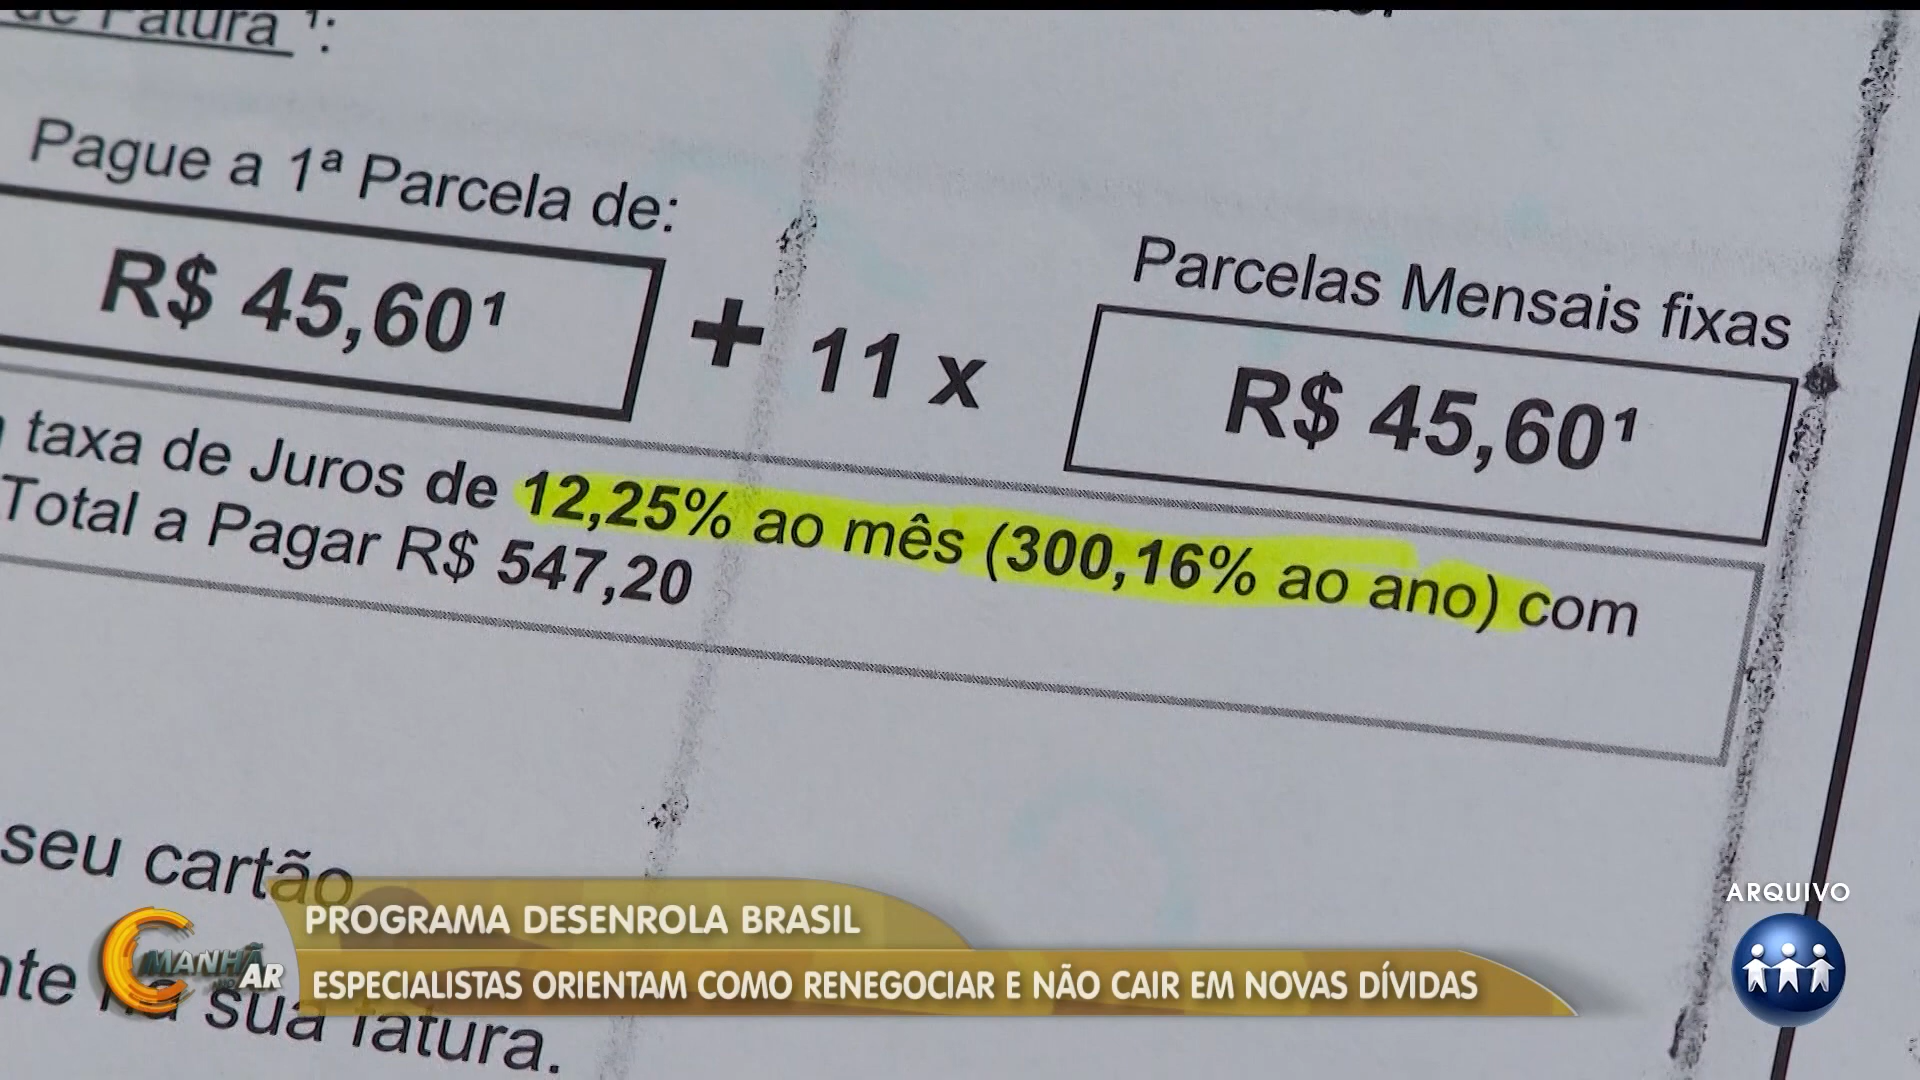 de Fatura ¹:
Pague a 1ª Parcela de:
R$ 45,60¹
+ 11 x
Parcelas Mensais fixas
R$ 45,60¹
taxa de Juros de 12,25% ao mês (300,16% ao ano) com
Total a Pagar R$ 547,20
seu cartão
na sua fatura.
MANHÃ
NO AR
PROGRAMA DESENROLA BRASIL
ESPECIALISTAS ORIENTAM COMO RENEGOCIAR E NÃO CAIR EM NOVAS DÍVIDAS
ARQUIVO